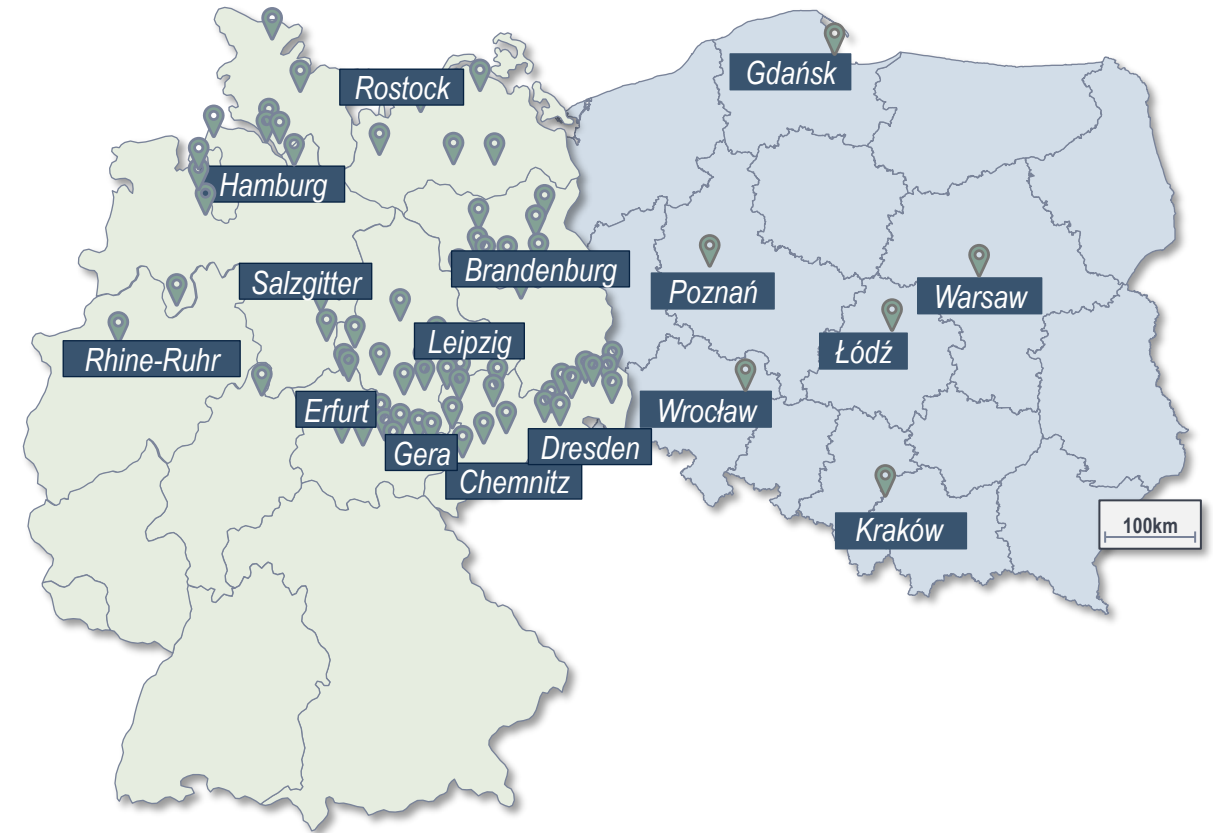 Gdańsk
Rostock
Hamburg
Brandenburg
Salzgitter
Poznań
Warsaw
Leipzig
Łódź
Rhine-Ruhr
Erfurt
Wrocław
Gera
Dresden
Chemnitz
Kraków
100km